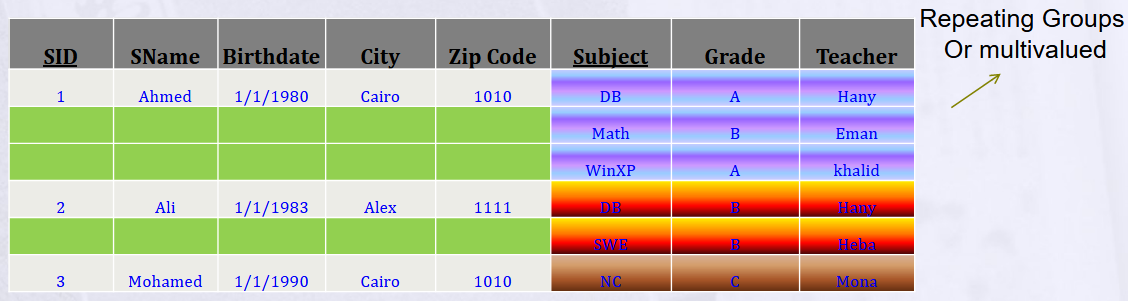 SID SName Birthdate City Zip Code Subject Grade Teacher
1 Ahmed 1/1/1980 Cairo 1010 DB A Hany
Math B Eman
WinXP A khalid
2 Ali 1/1/1983 Alex 1111 DB B Hany
SWE B Heba
3 Mohamed 1/1/1990 Cairo 1010 NC C Mona
Repeating Groups
Or multivalued